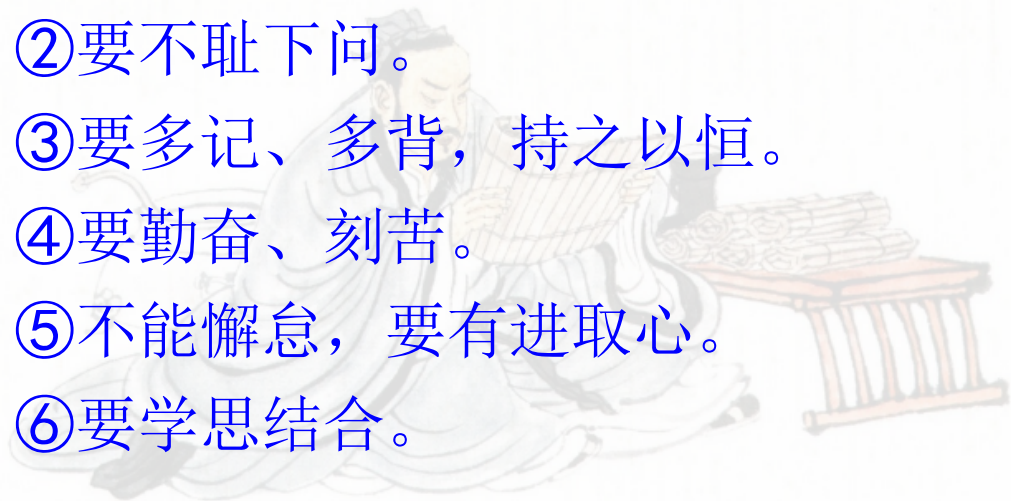 ②要不耻下问。
③要多记、多背，持之以恒。
④要勤奋、刻苦。
⑤不能懈怠，要有进取心。
⑥要学思结合。